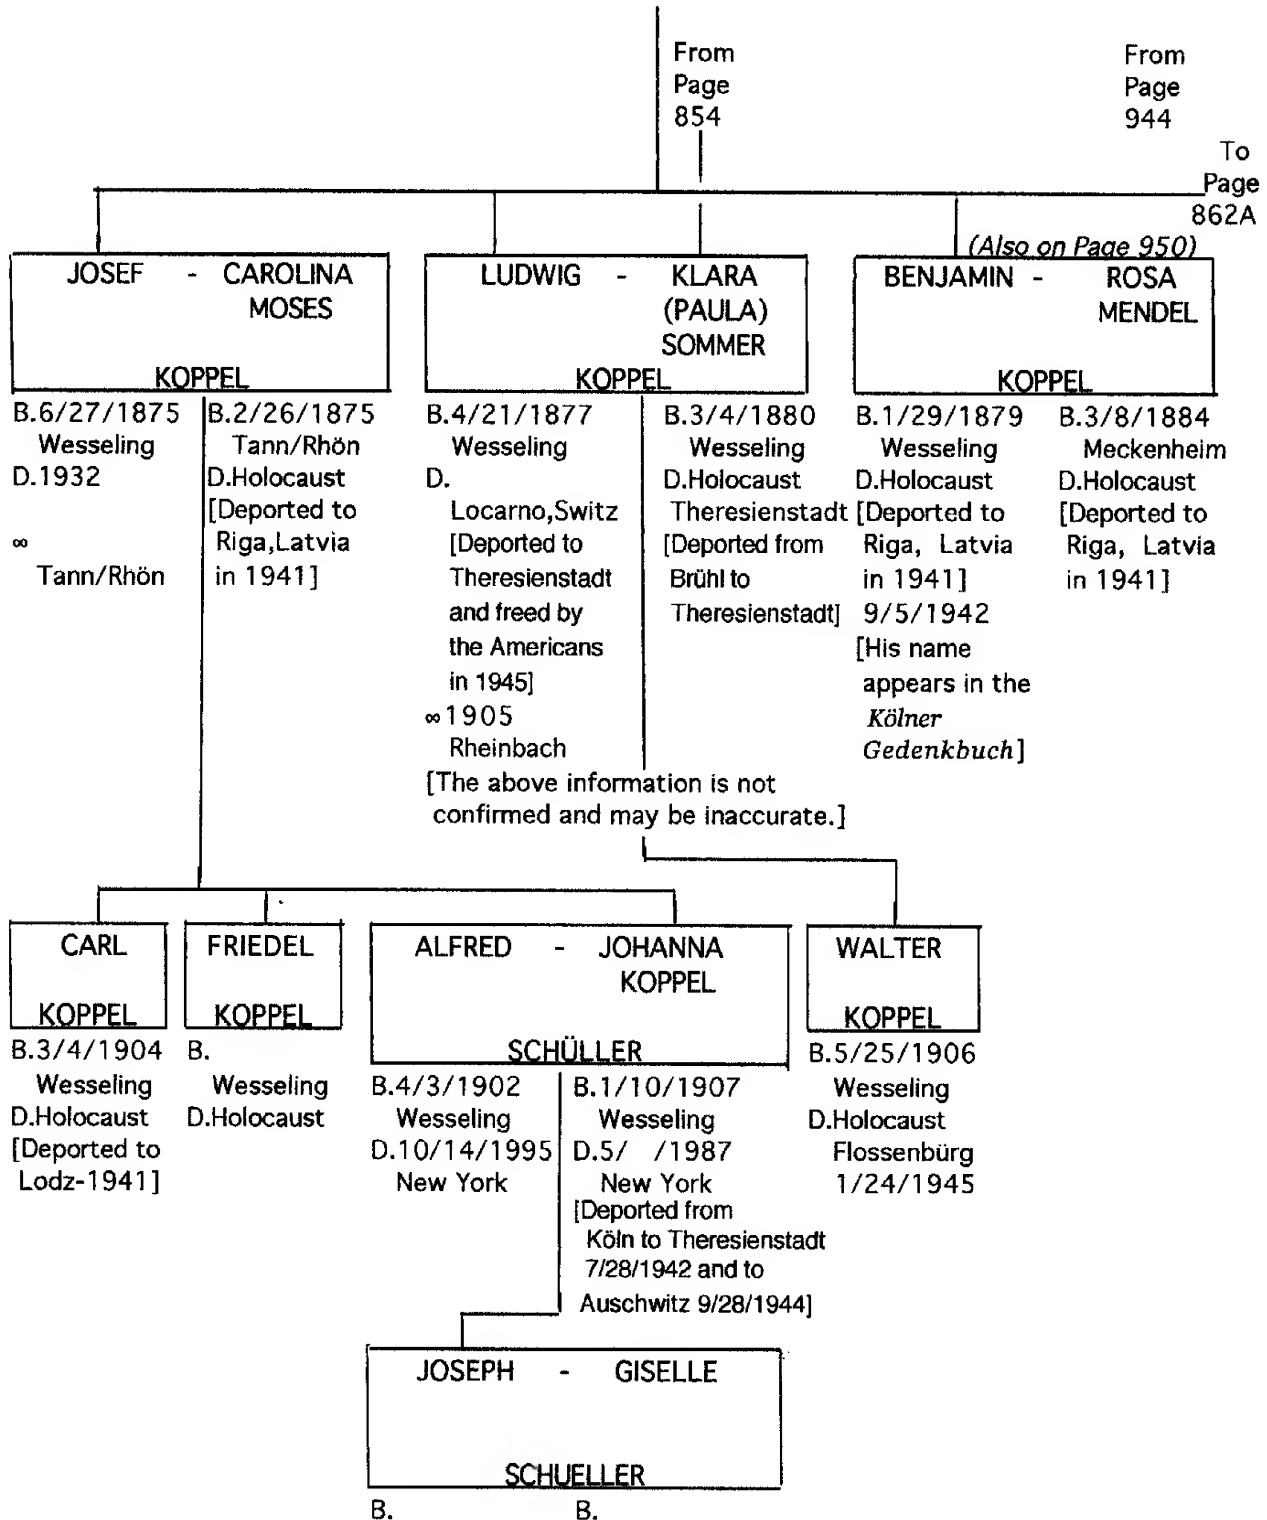 From
Page
854
From
Page
944
To
Page
862A
(Also on Page 950)
JOSEF - CAROLINA
MOSES
KOPPEL
LUDWIG - KLARA
(PAULA)
SOMMER
KOPPEL
BENJAMIN - ROSA
MENDEL
KOPPEL
B.6/27/1875
Wesseling
D.1932
∞
Tann/Rhön
B.2/26/1875
Tann/Rhön
D.Holocaust
[Deported to
Riga,Latvia
in 1941]
B.4/21/1877
Wesseling
D.
Locarno,Switz
[Deported to
Theresienstadt
and freed by
the Americans
in 1945]
∞1905
Rheinbach
B.3/4/1880
Wesseling
D.Holocaust
Theresienstadt
[Deported from
Brühl to
Theresienstadt]
[The above information is not
confirmed and may be inaccurate.]
B.1/29/1879
Wesseling
D.Holocaust
[Deported to
Riga, Latvia
in 1941]
9/5/1942
[His name
appears in the
Kölner
Gedenkbuch]
B.3/8/1884
Meckenheim
D.Holocaust
[Deported to
Riga, Latvia
in 1941]
CARL
KOPPEL
FRIEDEL
KOPPEL
ALFRED - JOHANNA
KOPPEL
SCHÜLLER
WALTER
KOPPEL
B.3/4/1904
Wesseling
D.Holocaust
[Deported to
Lodz-1941]
B.
Wesseling
D.Holocaust
B.4/3/1902
Wesseling
D.10/14/1995
New York
B.1/10/1907
Wesseling
D.5/ /1987
New York
[Deported from
Köln to Theresienstadt
7/28/1942 and to
Auschwitz 9/28/1944]
B.5/25/1906
Wesseling
D.Holocaust
Flossenbürg
1/24/1945
JOSEPH - GISELLE
SCHUELLER
B. B.